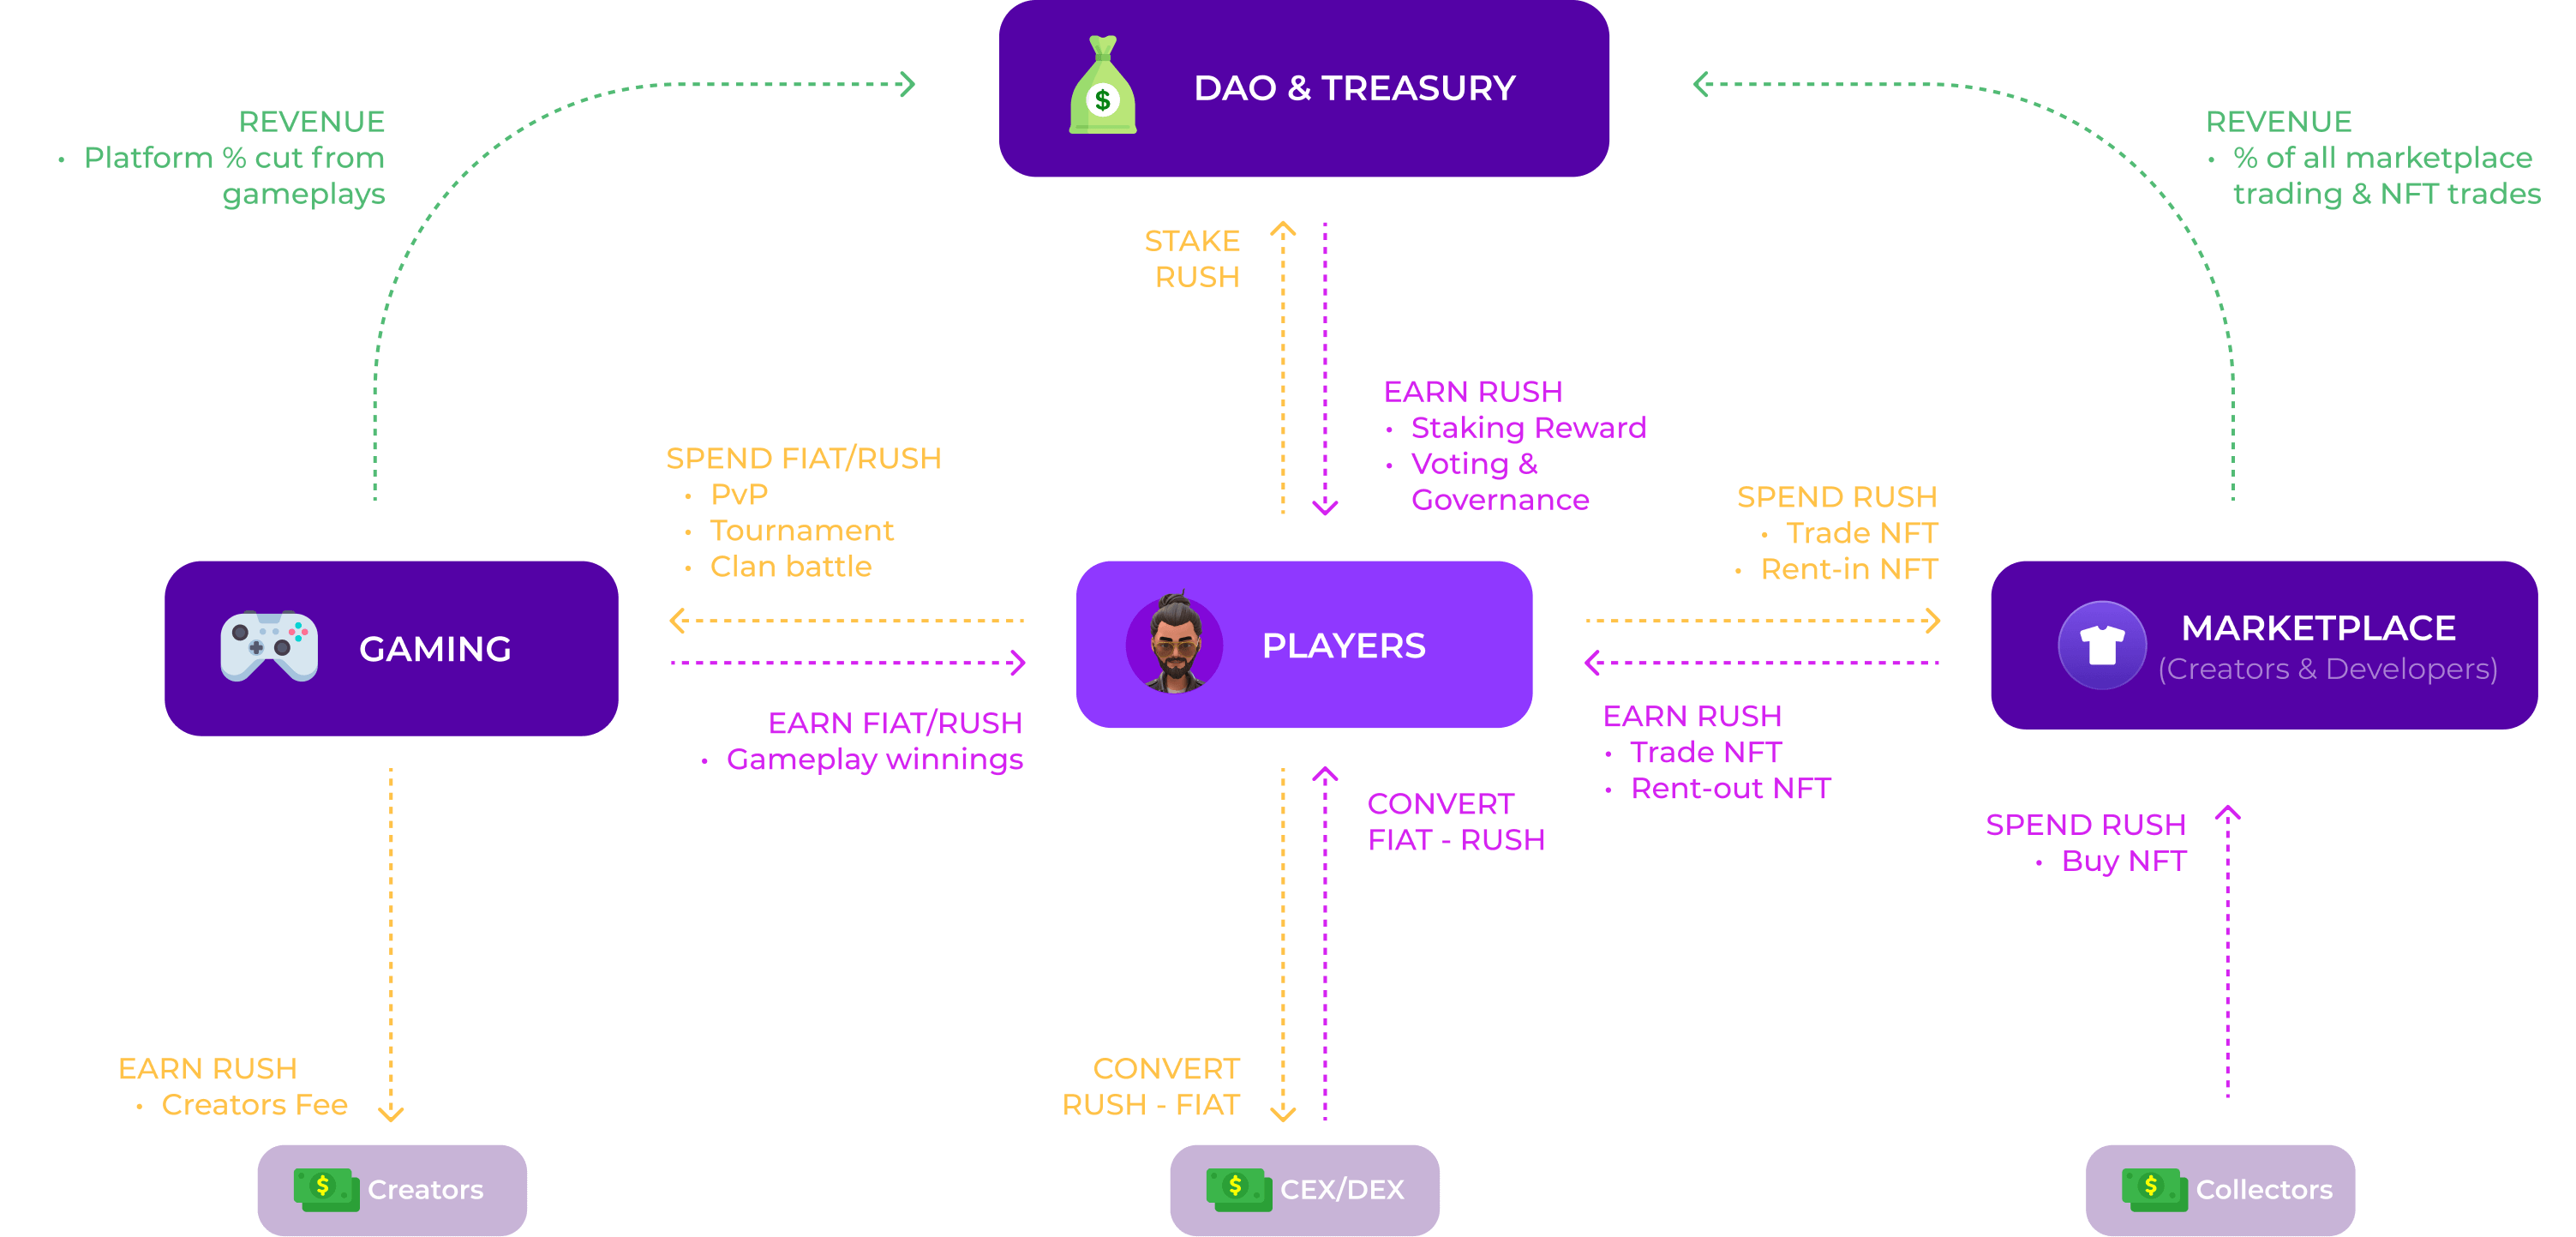 DAO & TREASURY
REVENUE
• Platform % cut from
gameplays
REVENUE
• % of all marketplace
trading & NFT trades
STAKE
RUSH
EARN RUSH
• Staking Reward
• Voting &
Governance
SPEND FIAT/RUSH
• PvP
• Tournament
• Clan battle
SPEND RUSH
• Trade NFT
• Rent-in NFT
GAMING
PLAYERS
MARKETPLACE
(Creators & Developers)
EARN FIAT/RUSH
• Gameplay winnings
EARN RUSH
• Trade NFT
• Rent-out NFT
CONVERT
FIAT - RUSH
SPEND RUSH
• Buy NFT
EARN RUSH
• Creators Fee
CONVERT
RUSH - FIAT
$ Creators
$ CEX/DEX
$ Collectors